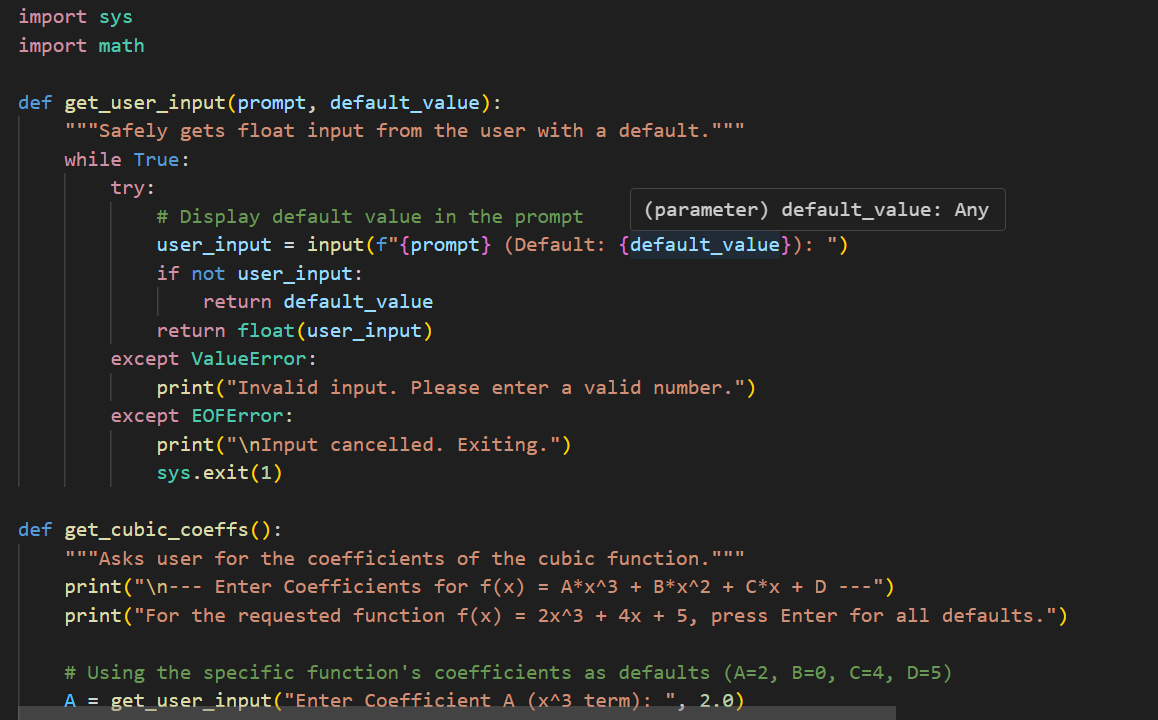 import sys
import math
def get_user_input(prompt, default_value):
"""Safely gets float input from the user with a default."""
while True:
try:
# Display default value in the prompt
(parameter) default_value: Any
user_input = input(f"{prompt} (Default: {default_value}): ")
if not user_input:
return default_value
return float(user_input)
except ValueError:
print("Invalid input. Please enter a valid number.")
except EOFError:
print("\nInput cancelled. Exiting.")
sys.exit(1)
def get_cubic_coeffs():
"""Asks user for the coefficients of the cubic function."""
print("\n--- Enter Coefficients for f(x) = A*x^3 + B*x^2 + C*x + D ---")
print("For the requested function f(x) = 2x^3 + 4x + 5, press Enter for all defaults.")
# Using the specific function's coefficients as defaults (A=2, B=0, C=4, D=5)
A = get_user_input("Enter Coefficient A (x^3 term): ", 2.0)